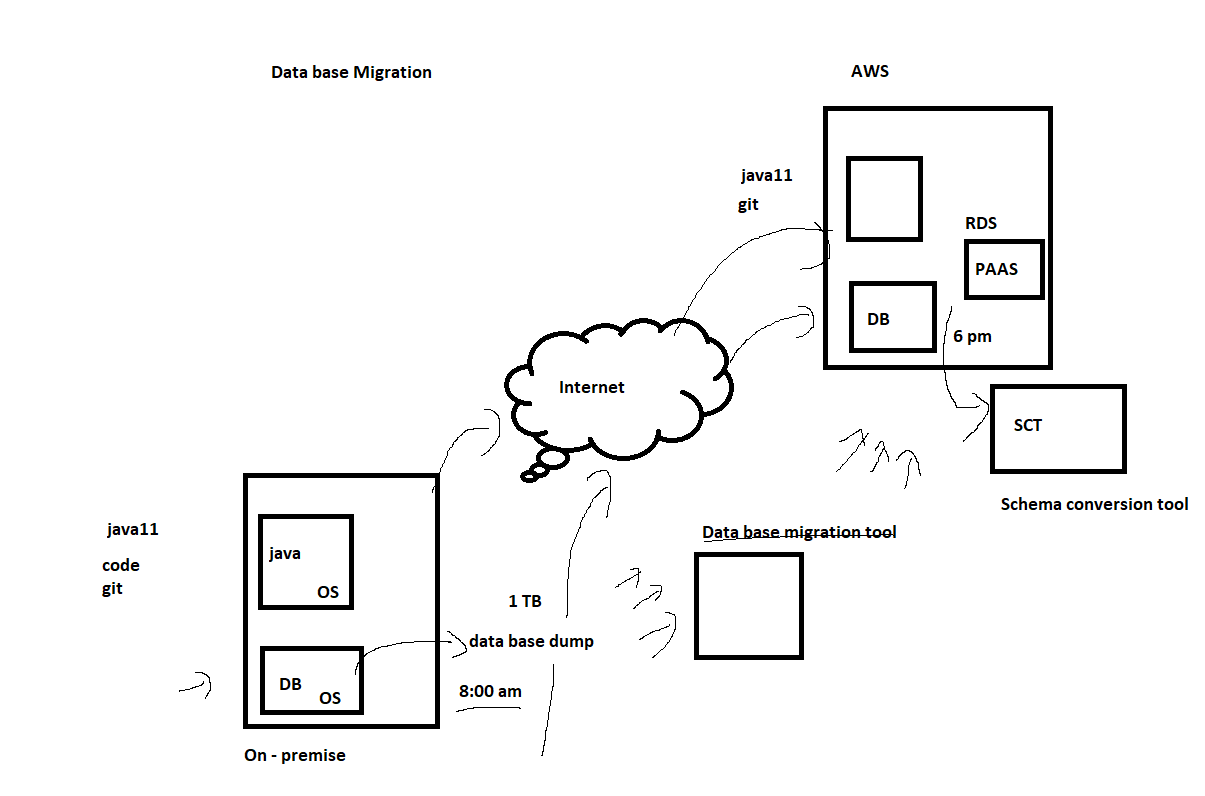 Data base Migration
AWS
java11
git
RDS
PAAS
DB
6 pm
Internet
SCT
Schema conversion tool
Data base migration tool
java11
code
git
java
OS
1 TB
data base dump
DB
OS
8:00 am
On - premise